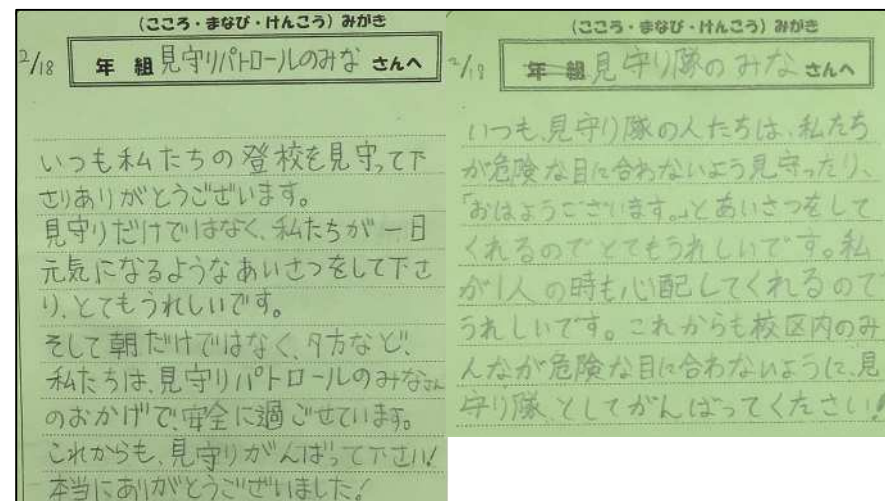 (こころ・まなび・けんこう) みがき
2/18
年 組 見守りパトロールのみな さんへ
いつも私たちの登校を見守って下
さりありがとうございます。
見守りだけではなく、私たちが一日
元気になるようなあいさつをして下さ
り、とてもうれしいです。
そして朝だけではなく、夕方など、
私たちは、見守りパトロールのみなさん
のおかげで、安全に過ごせています。
これからも、見守りがんばって下さい!
本当にありがとうございました!
(こころ・まなび・けんこう) みがき
2/18
年 組 見守り隊のみな さんへ
いつも、見守り隊の人たちは、私たち
が危険な目に合わないよう見守ったり、
「おはようございます。」とあいさつをして
くれるのでとてもうれしいです。私
が1人の時も心配してくれるので
うれしいです。これからも校区内のみ
んなが危険な目に合わないように、見
守り隊としてがんばってください!